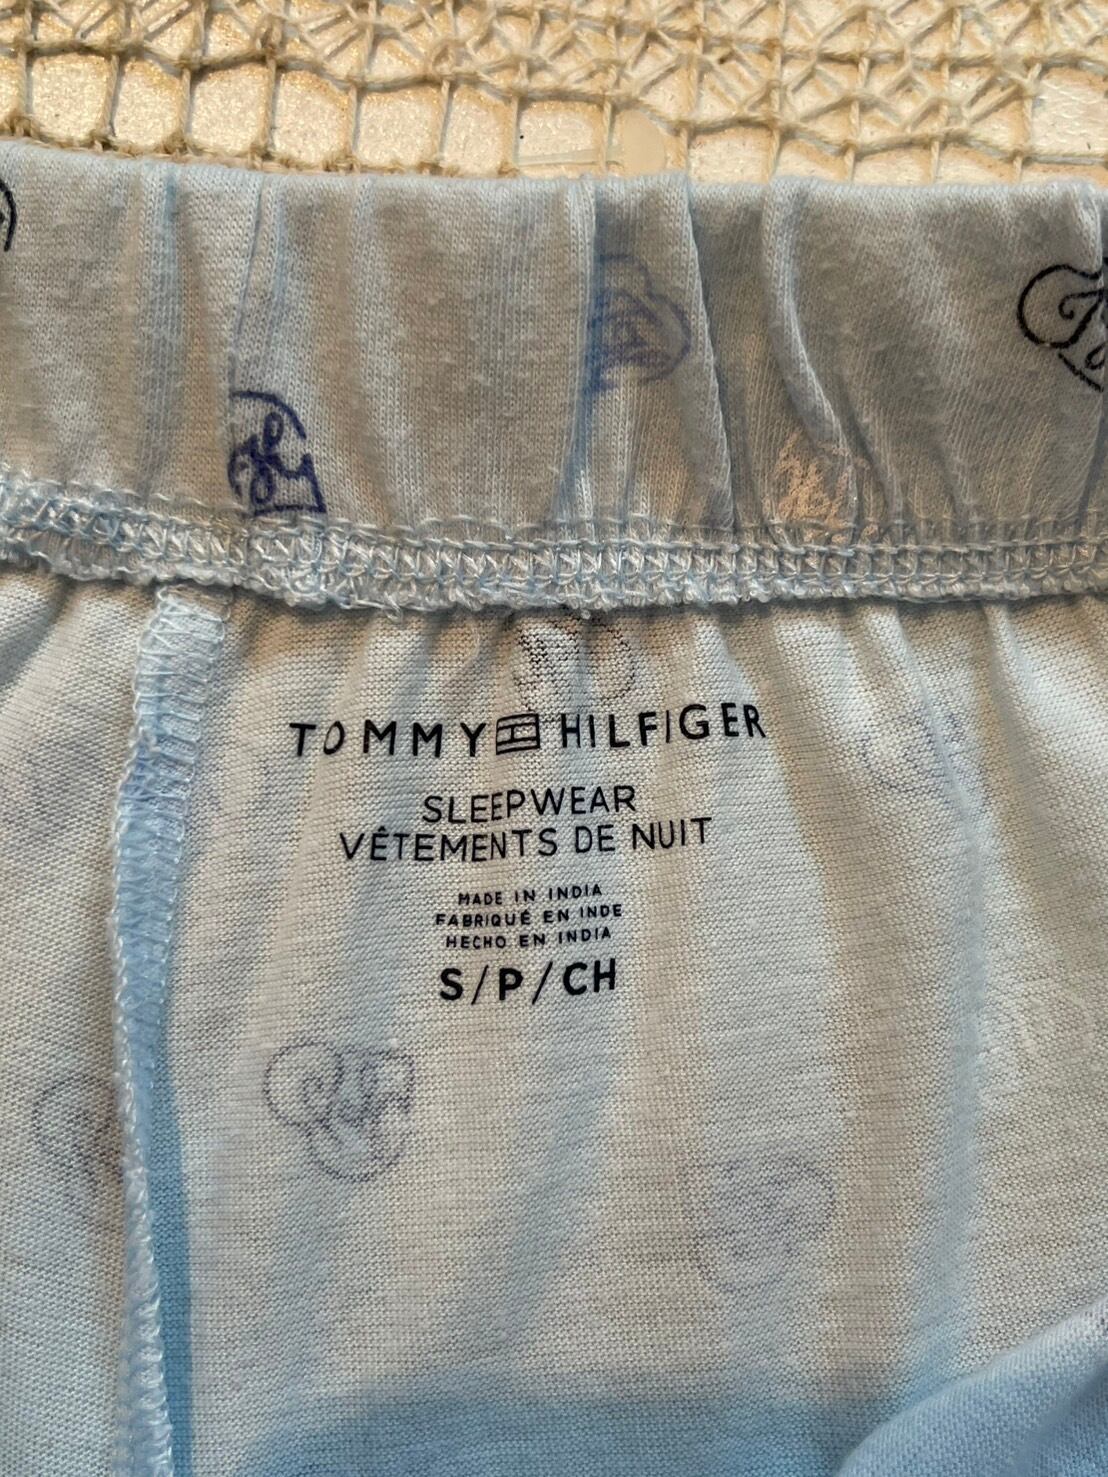 TOMMY HILFIGER
SLEEPWEAR
VÊTEMENTS DE NUIT
MADE IN INDIA
FABRIQUÉ EN INDE
HECHO EN INDIA
S/P/CH